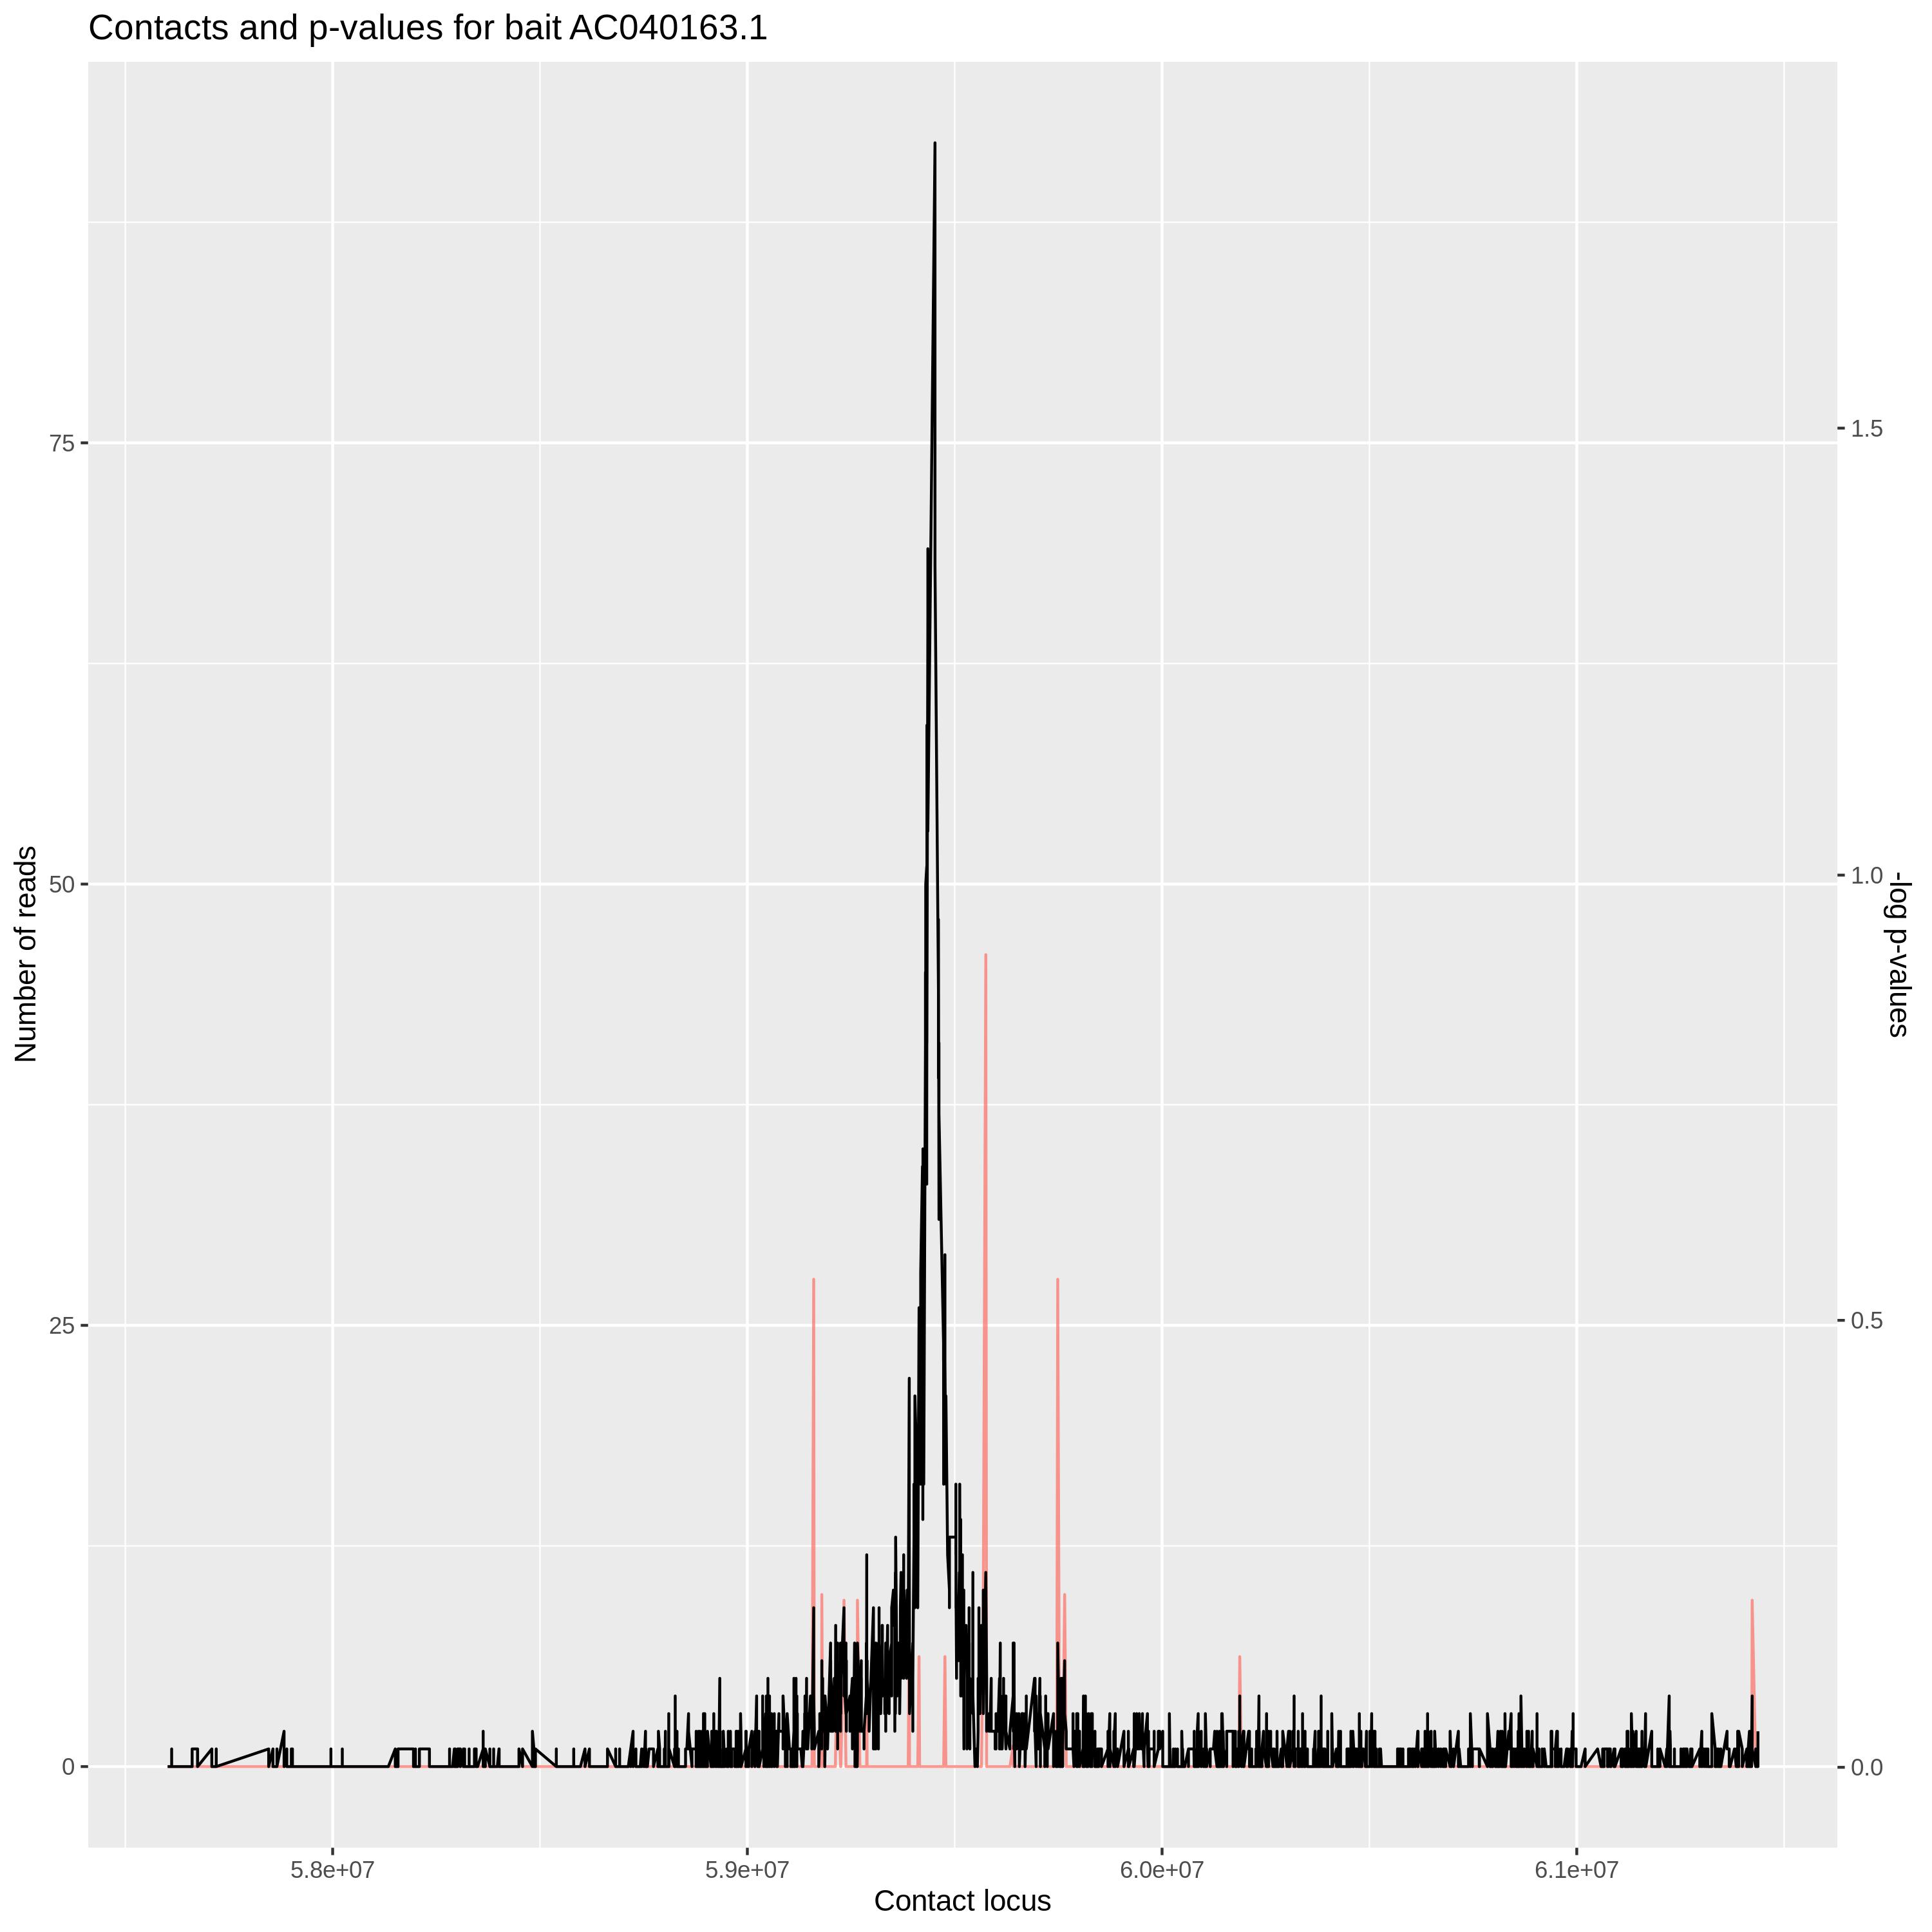 Contacts and p-values for bait AC040163.1
Number of reads
75
50
25
0
1.5
1.0
0.5
0.0
-log p-values
5.8e+07 5.9e+07 6.0e+07 6.1e+07
Contact locus